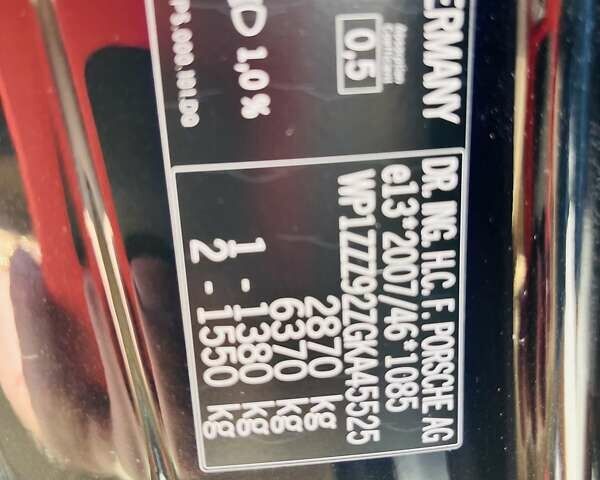 ERMANY
0,5
1,0 %
DR. ING. H.C. F. PORSCHE AG
e13*2007/46*1085
WP1ZZZ92ZGKA45525
2870 kg
6370 kg
1 - 1380 kg
2 - 1550 kg